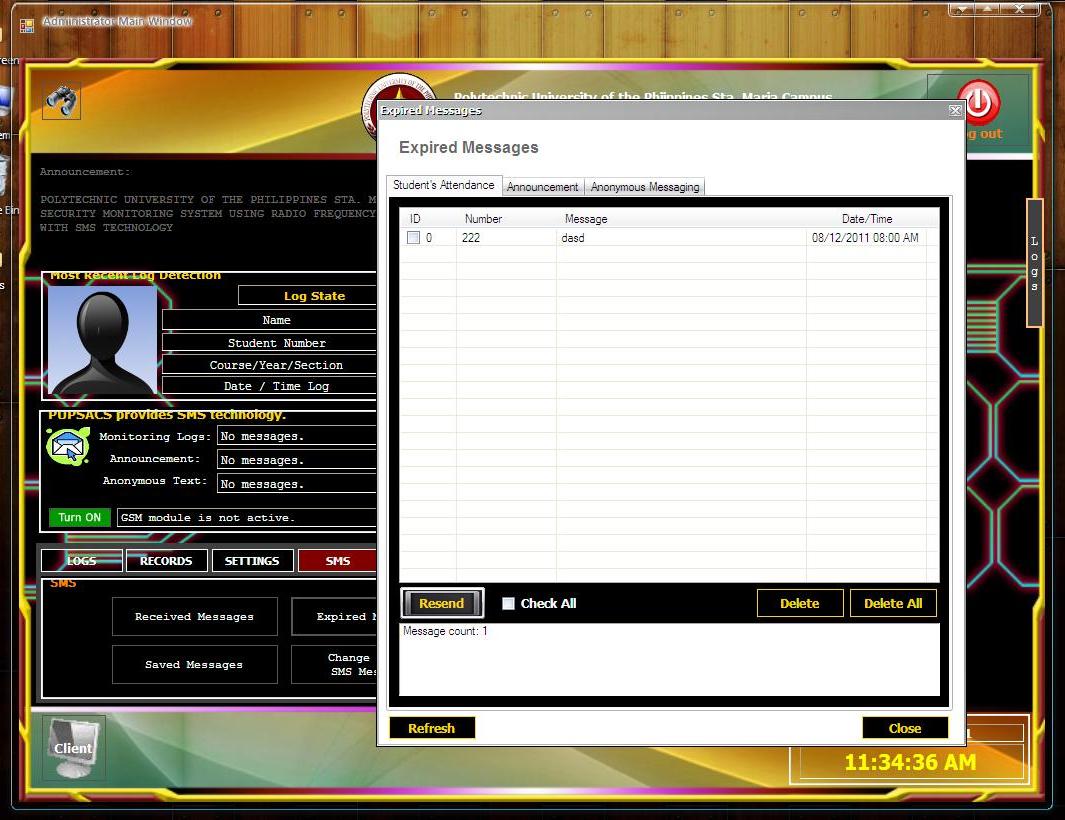 Administrator Main Window
Polytechnic University of the Phiippines Sta. Maria Campus
Log out
Announcement:
POLYTECHNIC UNIVERSITY OF THE PHILIPPINES STA. M
SECURITY MONITORING SYSTEM USING RADIO FREQUENCY
WITH SMS TECHNOLOGY
Most Recent Log Detection
Log State
Name
Student Number
Course/Year/Section
Date / Time Log
PUPSACS provides SMS technology.
Monitoring Logs: No messages.
Announcement: No messages.
Anonymous Text: No messages.
Turn ON GSM module is not active.
LOGS RECORDS SETTINGS SMS
SMS
Received Messages Expired
Saved Messages Change
SMS Mes
Client
Expired Messages
Expired Messages
Student's Attendance Announcement Anonymous Messaging
ID Number Message Date/Time
0 222 dasd 08/12/2011 08:00 AM
Resend Check All Delete Delete All
Message count: 1
Refresh Close
Logs
11:34:36 AM